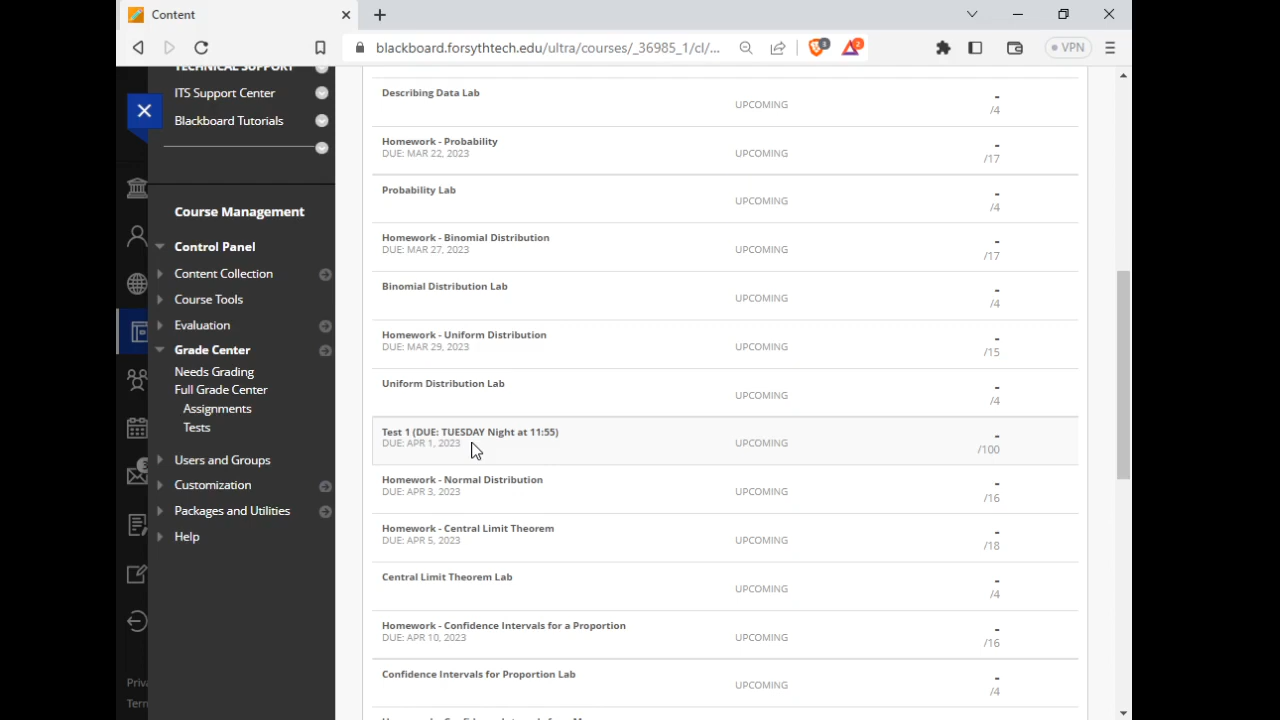 Content
blackboard.forsythtech.edu/ultra/courses/_36985_1/cl/...
VPN
TECHNICAL SUPPORT
ITS Support Center
Blackboard Tutorials
Course Management
Control Panel
Content Collection
Course Tools
Evaluation
Grade Center
Needs Grading
Full Grade Center
Assignments
Tests
Users and Groups
Customization
Packages and Utilities
Help
Describing Data Lab
UPCOMING
-
/4
Homework - Probability
DUE: MAR 22, 2023
UPCOMING
-
/17
Probability Lab
UPCOMING
-
/4
Homework - Binomial Distribution
DUE: MAR 27, 2023
UPCOMING
-
/17
Binomial Distribution Lab
UPCOMING
-
/4
Homework - Uniform Distribution
DUE: MAR 29, 2023
UPCOMING
-
/15
Uniform Distribution Lab
UPCOMING
-
/4
Test 1 (DUE: TUESDAY Night at 11:55)
DUE: APR 1, 2023
UPCOMING
-
/100
Homework - Normal Distribution
DUE: APR 3, 2023
UPCOMING
-
/16
Homework - Central Limit Theorem
DUE: APR 5, 2023
UPCOMING
-
/18
Central Limit Theorem Lab
UPCOMING
-
/4
Homework - Confidence Intervals for a Proportion
DUE: APR 10, 2023
UPCOMING
-
/16
Confidence Intervals for Proportion Lab
UPCOMING
-
/4